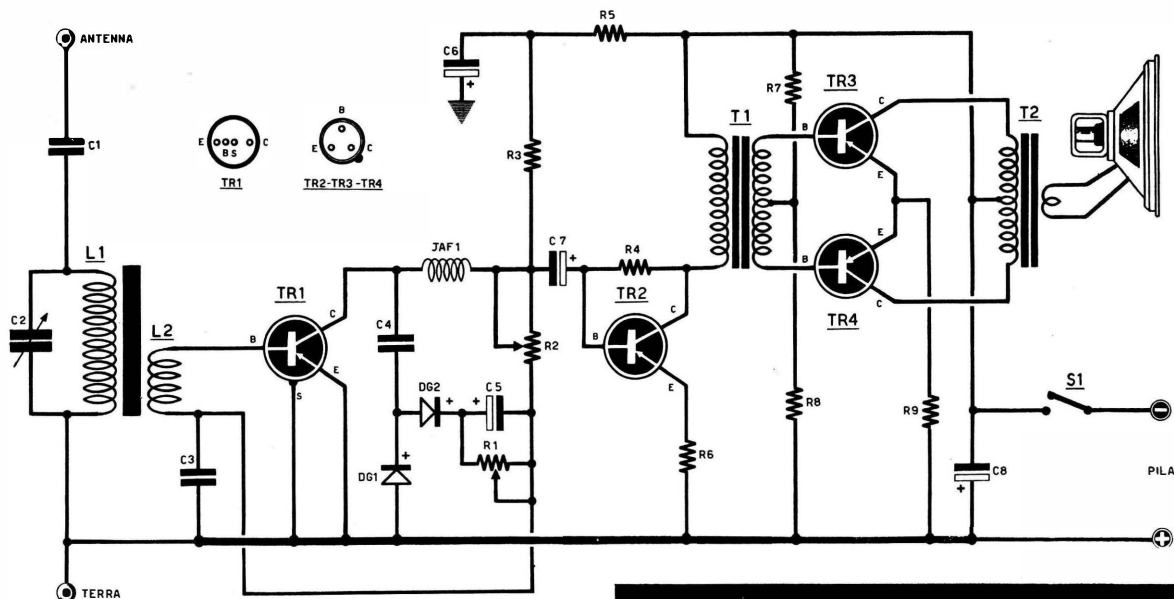 ANTENNA
C1
L1
C2
L2
C3
TERRA
E
B S
C
TR1
B
E
C
TR2-TR3-TR4
TR1
B
C
E
S
C4
JAF1
DG2
+
DG1
+
+
C5
R1
R2
R3
C6
+
R5
C7
+
R4
TR2
B
C
E
R6
T1
R7
R8
TR3
B
C
E
TR4
B
E
C
R9
T2
S1
C8
+
−
PILA
+